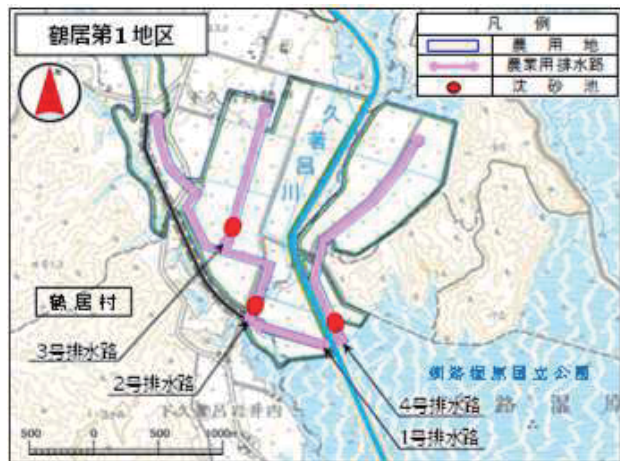 鶴居第1地区
凡 例
農 用 地
農業用排水路
沈 砂 池
久著呂川
鶴居村
3号排水路
2号排水路
釧路湿原国立公園
4号排水路
1号排水路
路 湿 原
500 0 500 1000m